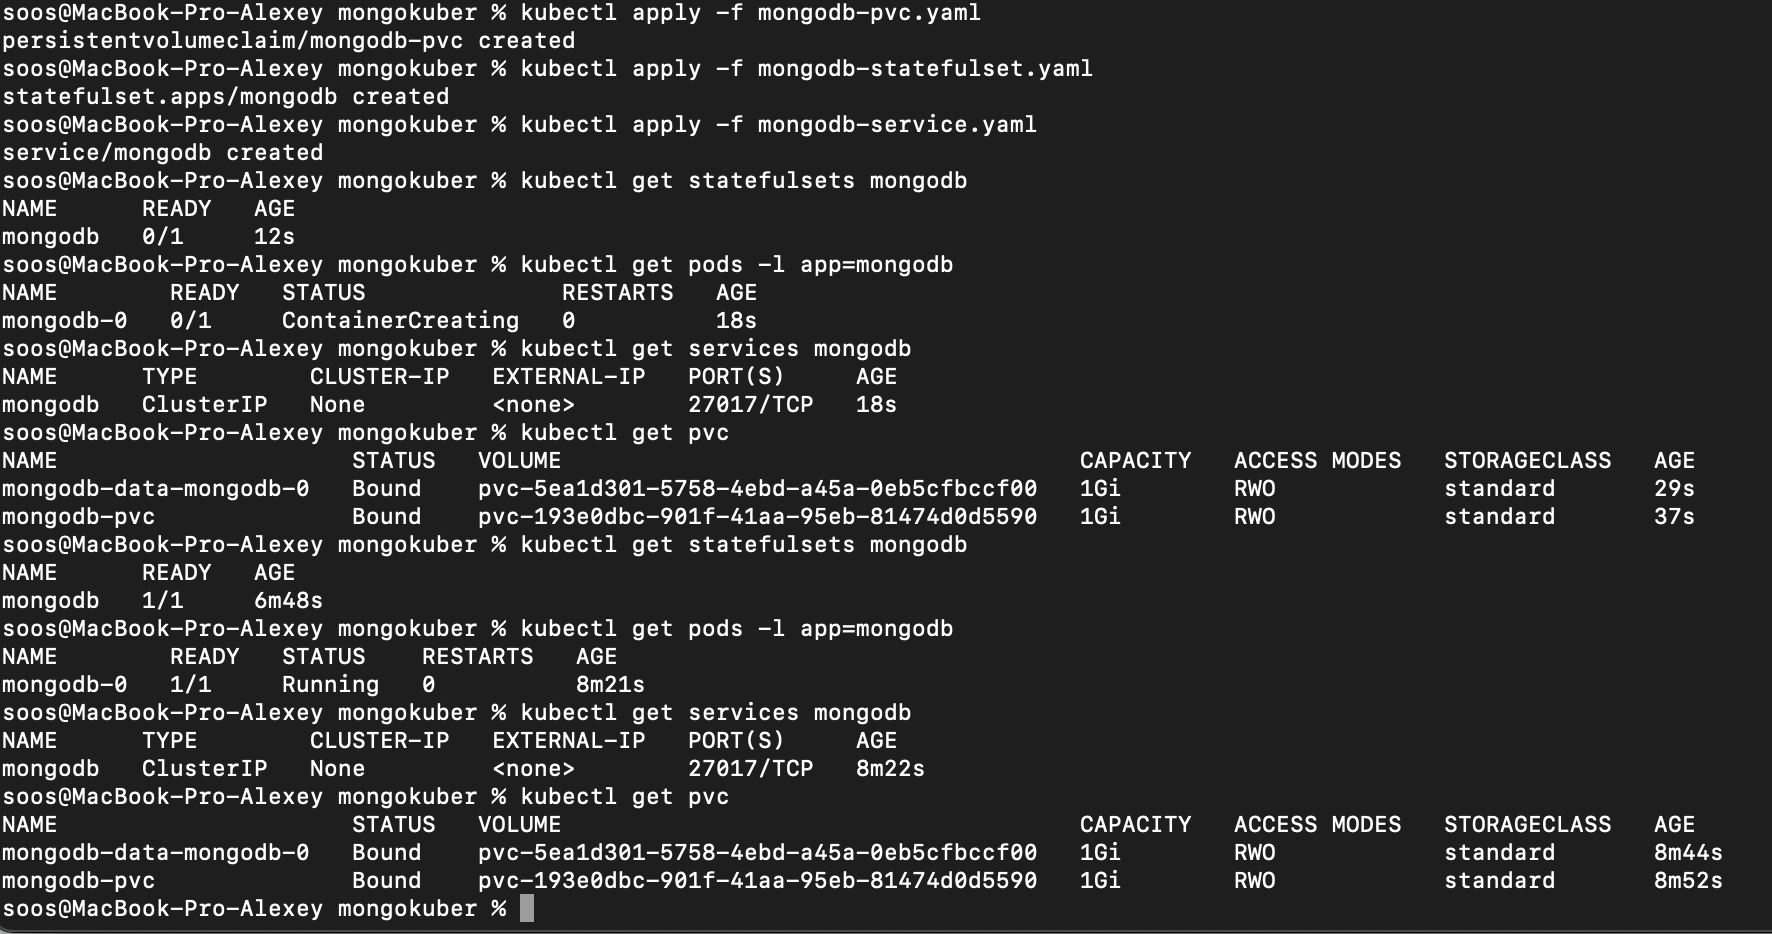 soos@MacBook-Pro-Alexey mongokuber % kubectl apply -f mongodb-pvc.yaml
persistentvolumeclaim/mongodb-pvc created
soos@MacBook-Pro-Alexey mongokuber % kubectl apply -f mongodb-statefulset.yaml
statefulset.apps/mongodb created
soos@MacBook-Pro-Alexey mongokuber % kubectl apply -f mongodb-service.yaml
service/mongodb created
soos@MacBook-Pro-Alexey mongokuber % kubectl get statefulsets mongodb
NAME      READY   AGE
mongodb   0/1     12s
soos@MacBook-Pro-Alexey mongokuber % kubectl get pods -l app=mongodb
NAME        READY   STATUS              RESTARTS   AGE
mongodb-0   0/1     ContainerCreating   0          18s
soos@MacBook-Pro-Alexey mongokuber % kubectl get services mongodb
NAME      TYPE        CLUSTER-IP   EXTERNAL-IP   PORT(S)     AGE
mongodb   ClusterIP   None         <none>        27017/TCP   18s
soos@MacBook-Pro-Alexey mongokuber % kubectl get pvc
NAME                     STATUS   VOLUME                                     CAPACITY   ACCESS MODES   STORAGECLASS   AGE
mongodb-data-mongodb-0   Bound    pvc-5ea1d301-5758-4ebd-a45a-0eb5cfbccf00   1Gi        RWO            standard       29s
mongodb-pvc              Bound    pvc-193e0dbc-901f-41aa-95eb-81474d0d5590   1Gi        RWO            standard       37s
soos@MacBook-Pro-Alexey mongokuber % kubectl get statefulsets mongodb
NAME      READY   AGE
mongodb   1/1     6m48s
soos@MacBook-Pro-Alexey mongokuber % kubectl get pods -l app=mongodb
NAME        READY   STATUS    RESTARTS   AGE
mongodb-0   1/1     Running   0          8m21s
soos@MacBook-Pro-Alexey mongokuber % kubectl get services mongodb
NAME      TYPE        CLUSTER-IP   EXTERNAL-IP   PORT(S)     AGE
mongodb   ClusterIP   None         <none>        27017/TCP   8m22s
soos@MacBook-Pro-Alexey mongokuber % kubectl get pvc
NAME                     STATUS   VOLUME                                     CAPACITY   ACCESS MODES   STORAGECLASS   AGE
mongodb-data-mongodb-0   Bound    pvc-5ea1d301-5758-4ebd-a45a-0eb5cfbccf00   1Gi        RWO            standard       8m44s
mongodb-pvc              Bound    pvc-193e0dbc-901f-41aa-95eb-81474d0d5590   1Gi        RWO            standard       8m52s
soos@MacBook-Pro-Alexey mongokuber %